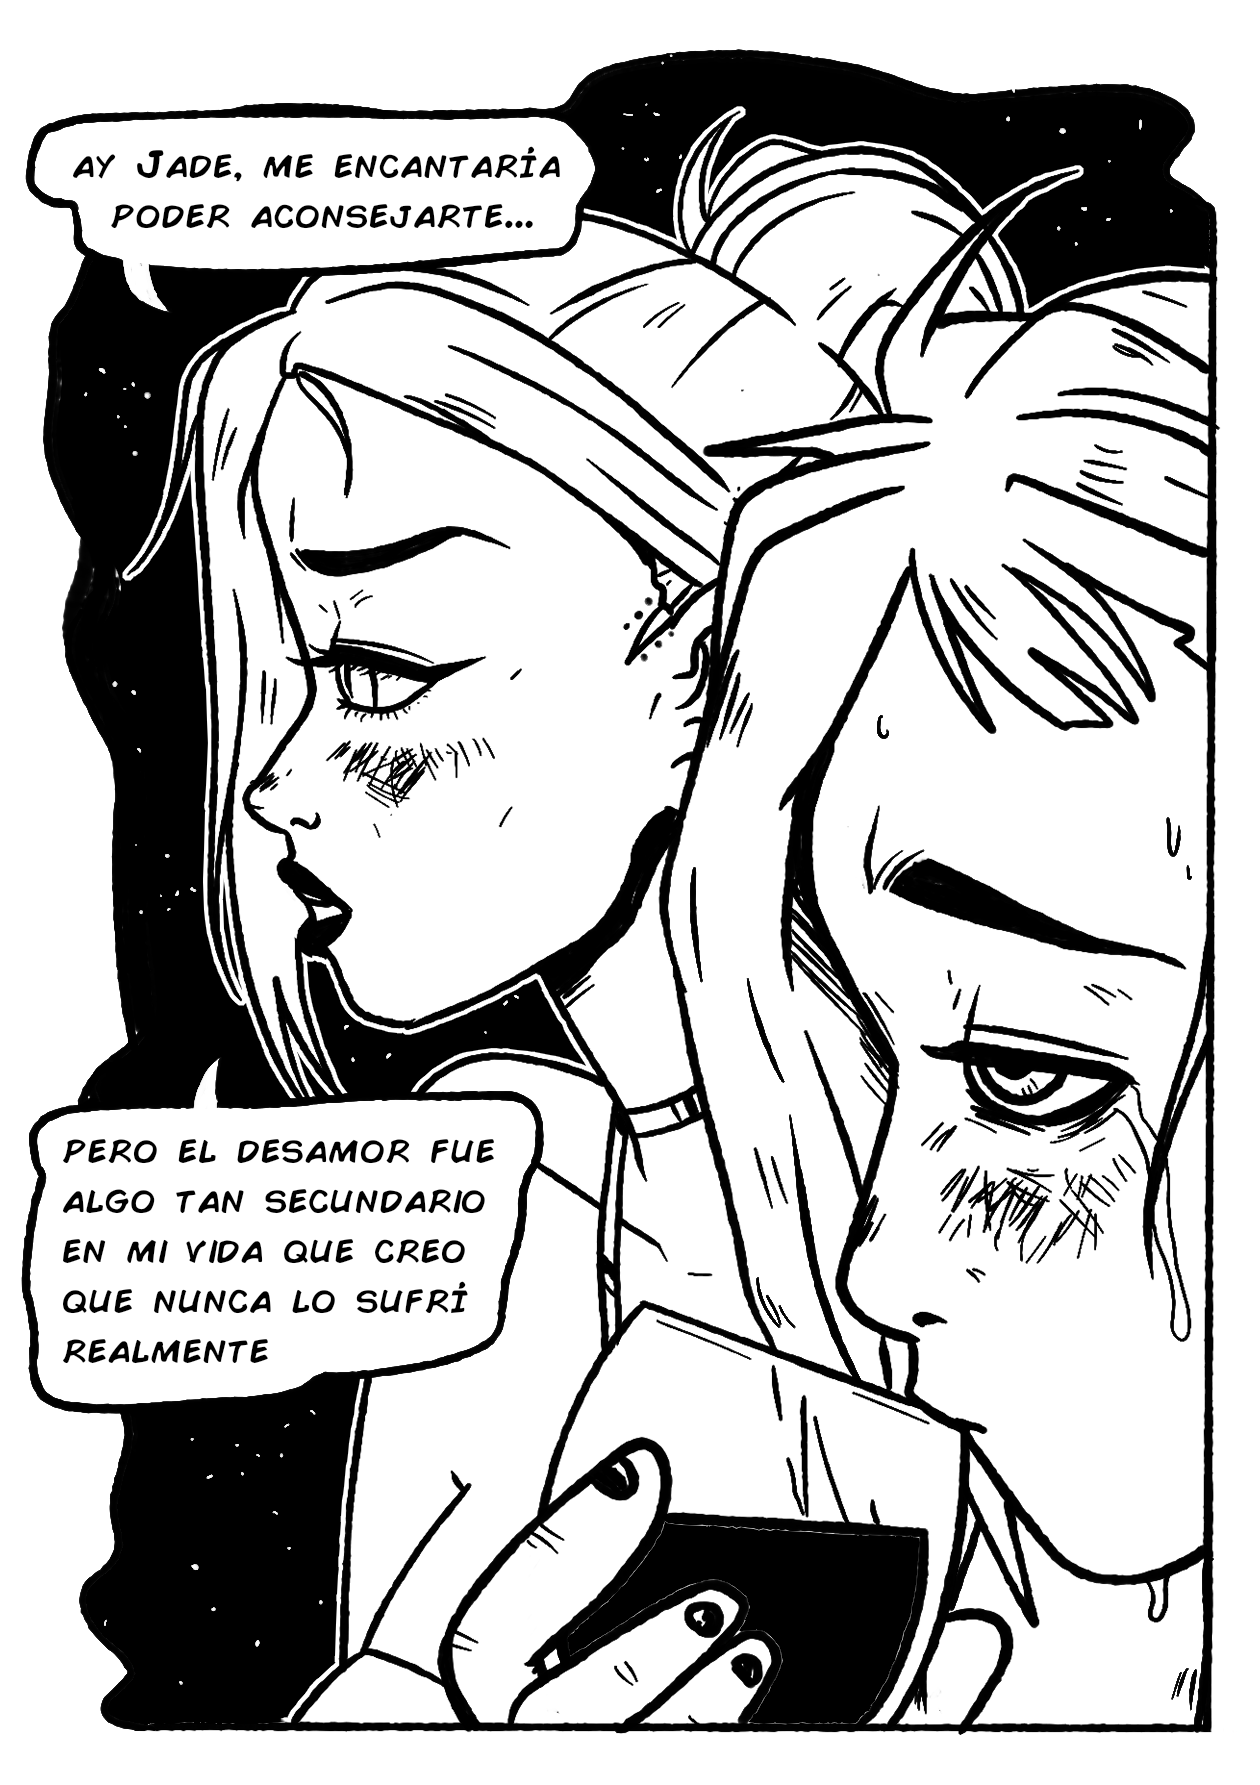 AY JADE, ME ENCANTARÍA
PODER ACONSEJARTE...
PERO EL DESAMOR FUE
ALGO TAN SECUNDARIO
EN MI VIDA QUE CREO
QUE NUNCA LO SUFRÍ
REALMENTE